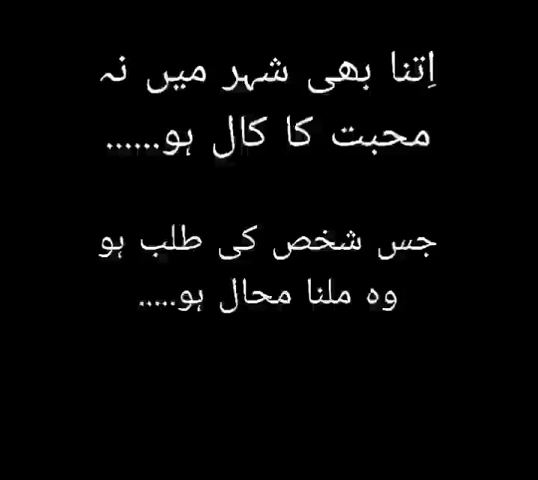 اِتنا بھی شہر میں نہ
محبت کا کال ہو......
جس شخص کی طلب ہو
وہ ملنا محال ہو.....